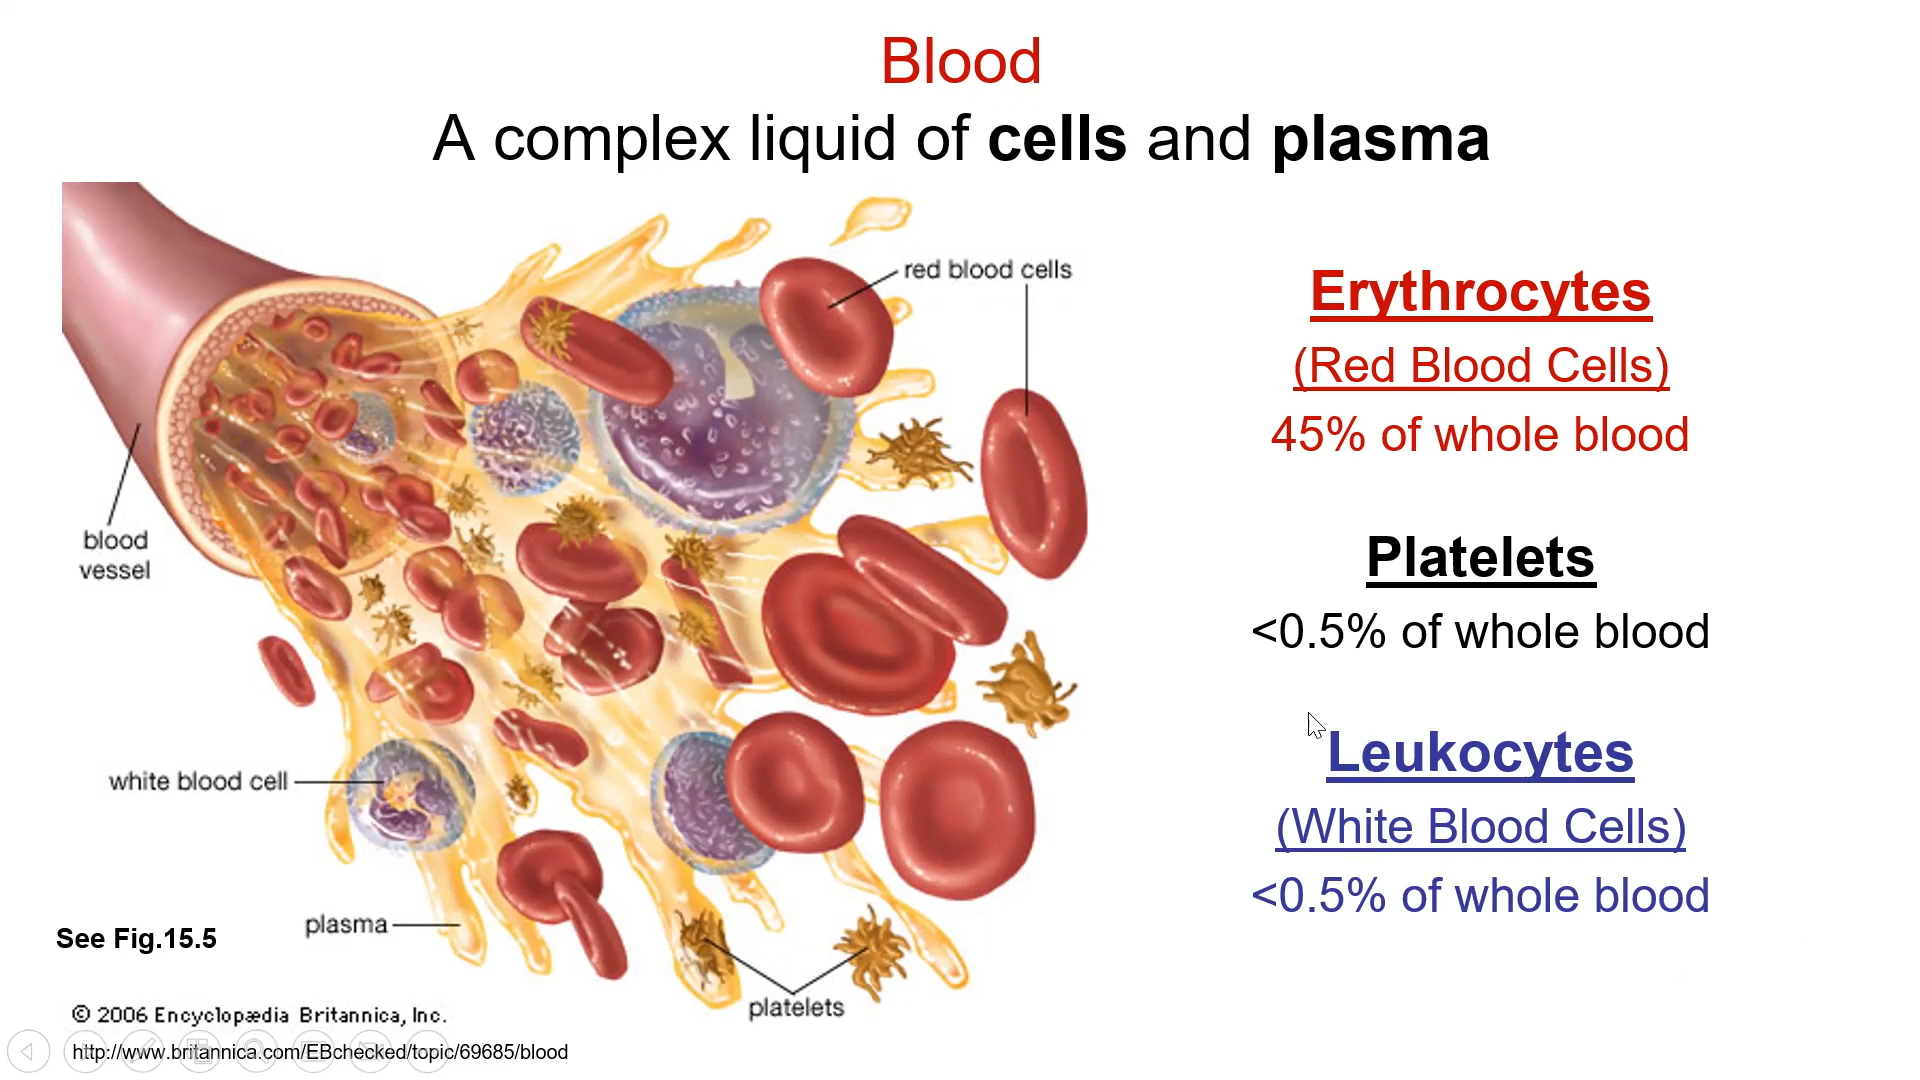 Blood
A complex liquid of cells and plasma
red blood cells
blood
vessel
white blood cell
plasma
platelets
See Fig.15.5
© 2006 Encyclopædia Britannica, Inc.
http://www.britannica.com/EBchecked/topic/69685/blood
Erythrocytes
(Red Blood Cells)
45% of whole blood
Platelets
<0.5% of whole blood
Leukocytes
(White Blood Cells)
<0.5% of whole blood